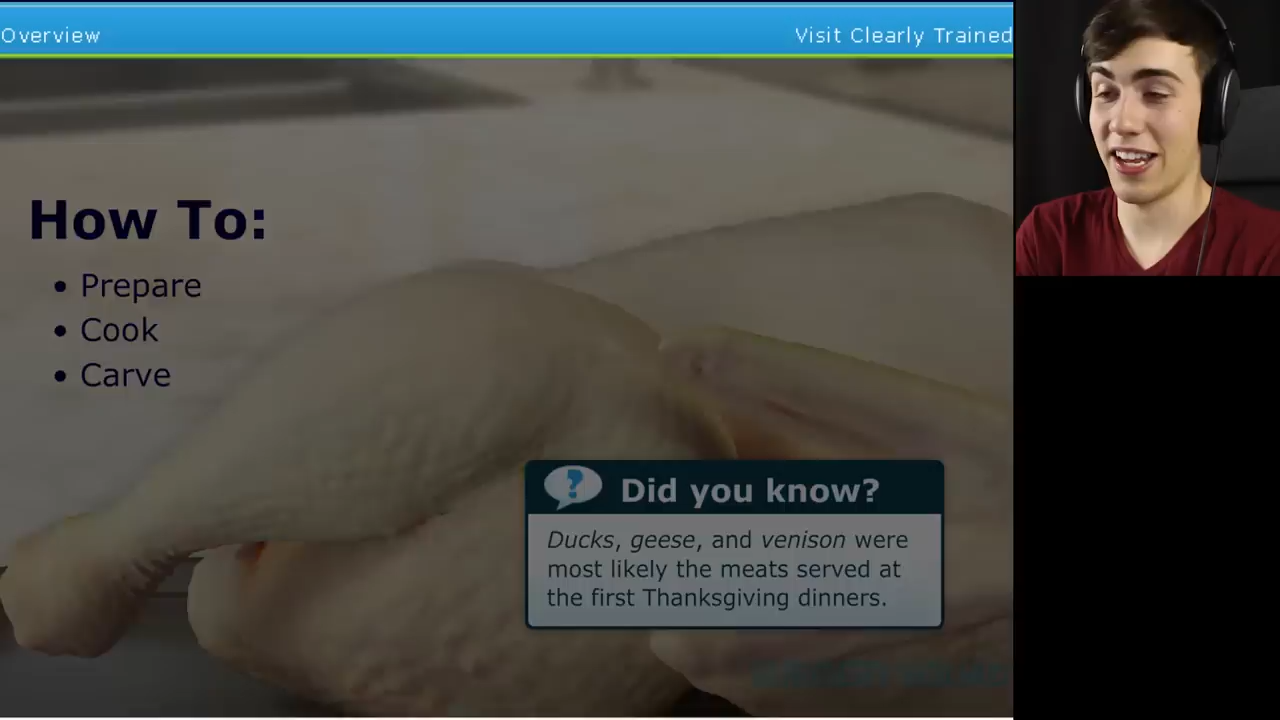 Overview
Visit Clearly Trained
How To:
• Prepare
• Cook
• Carve
Did you know?
Ducks, geese, and venison were
most likely the meats served at
the first Thanksgiving dinners.